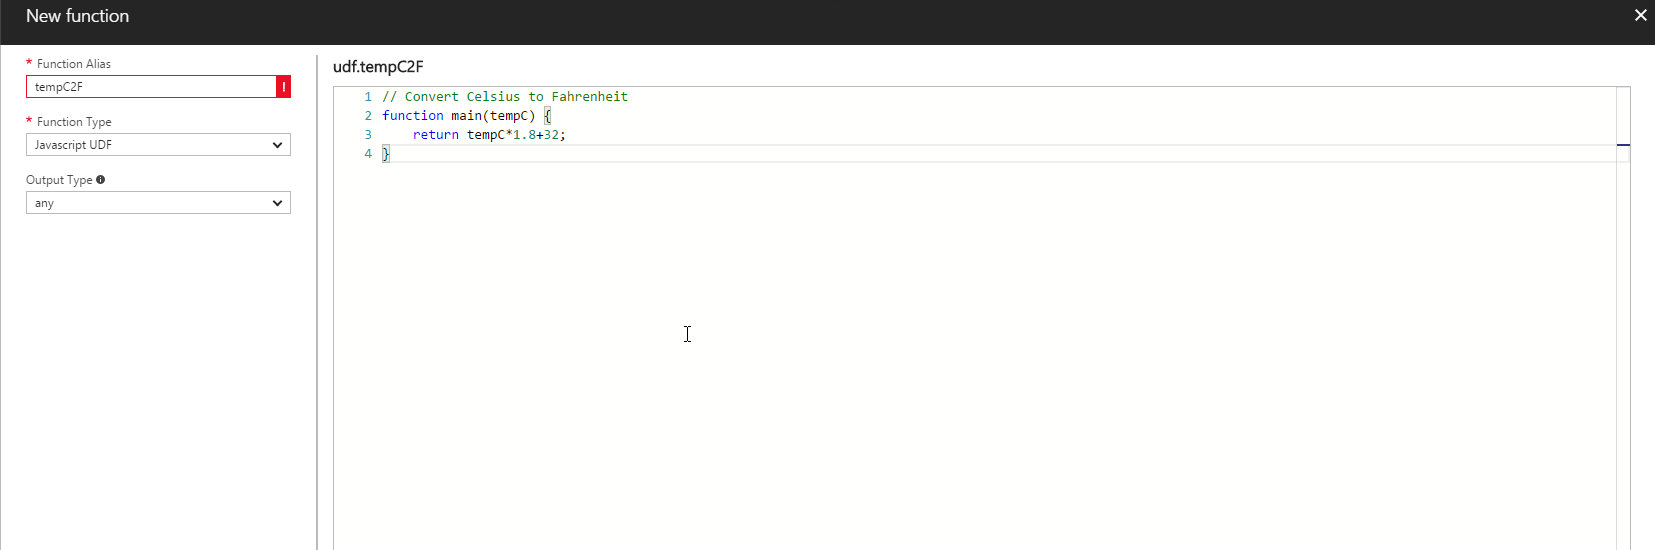 New function
* Function Alias
tempC2F
!
* Function Type
Javascript UDF
Output Type
any
udf.tempC2F
1 // Convert Celsius to Fahrenheit
2 function main(tempC) {
3     return tempC*1.8+32;
4 }